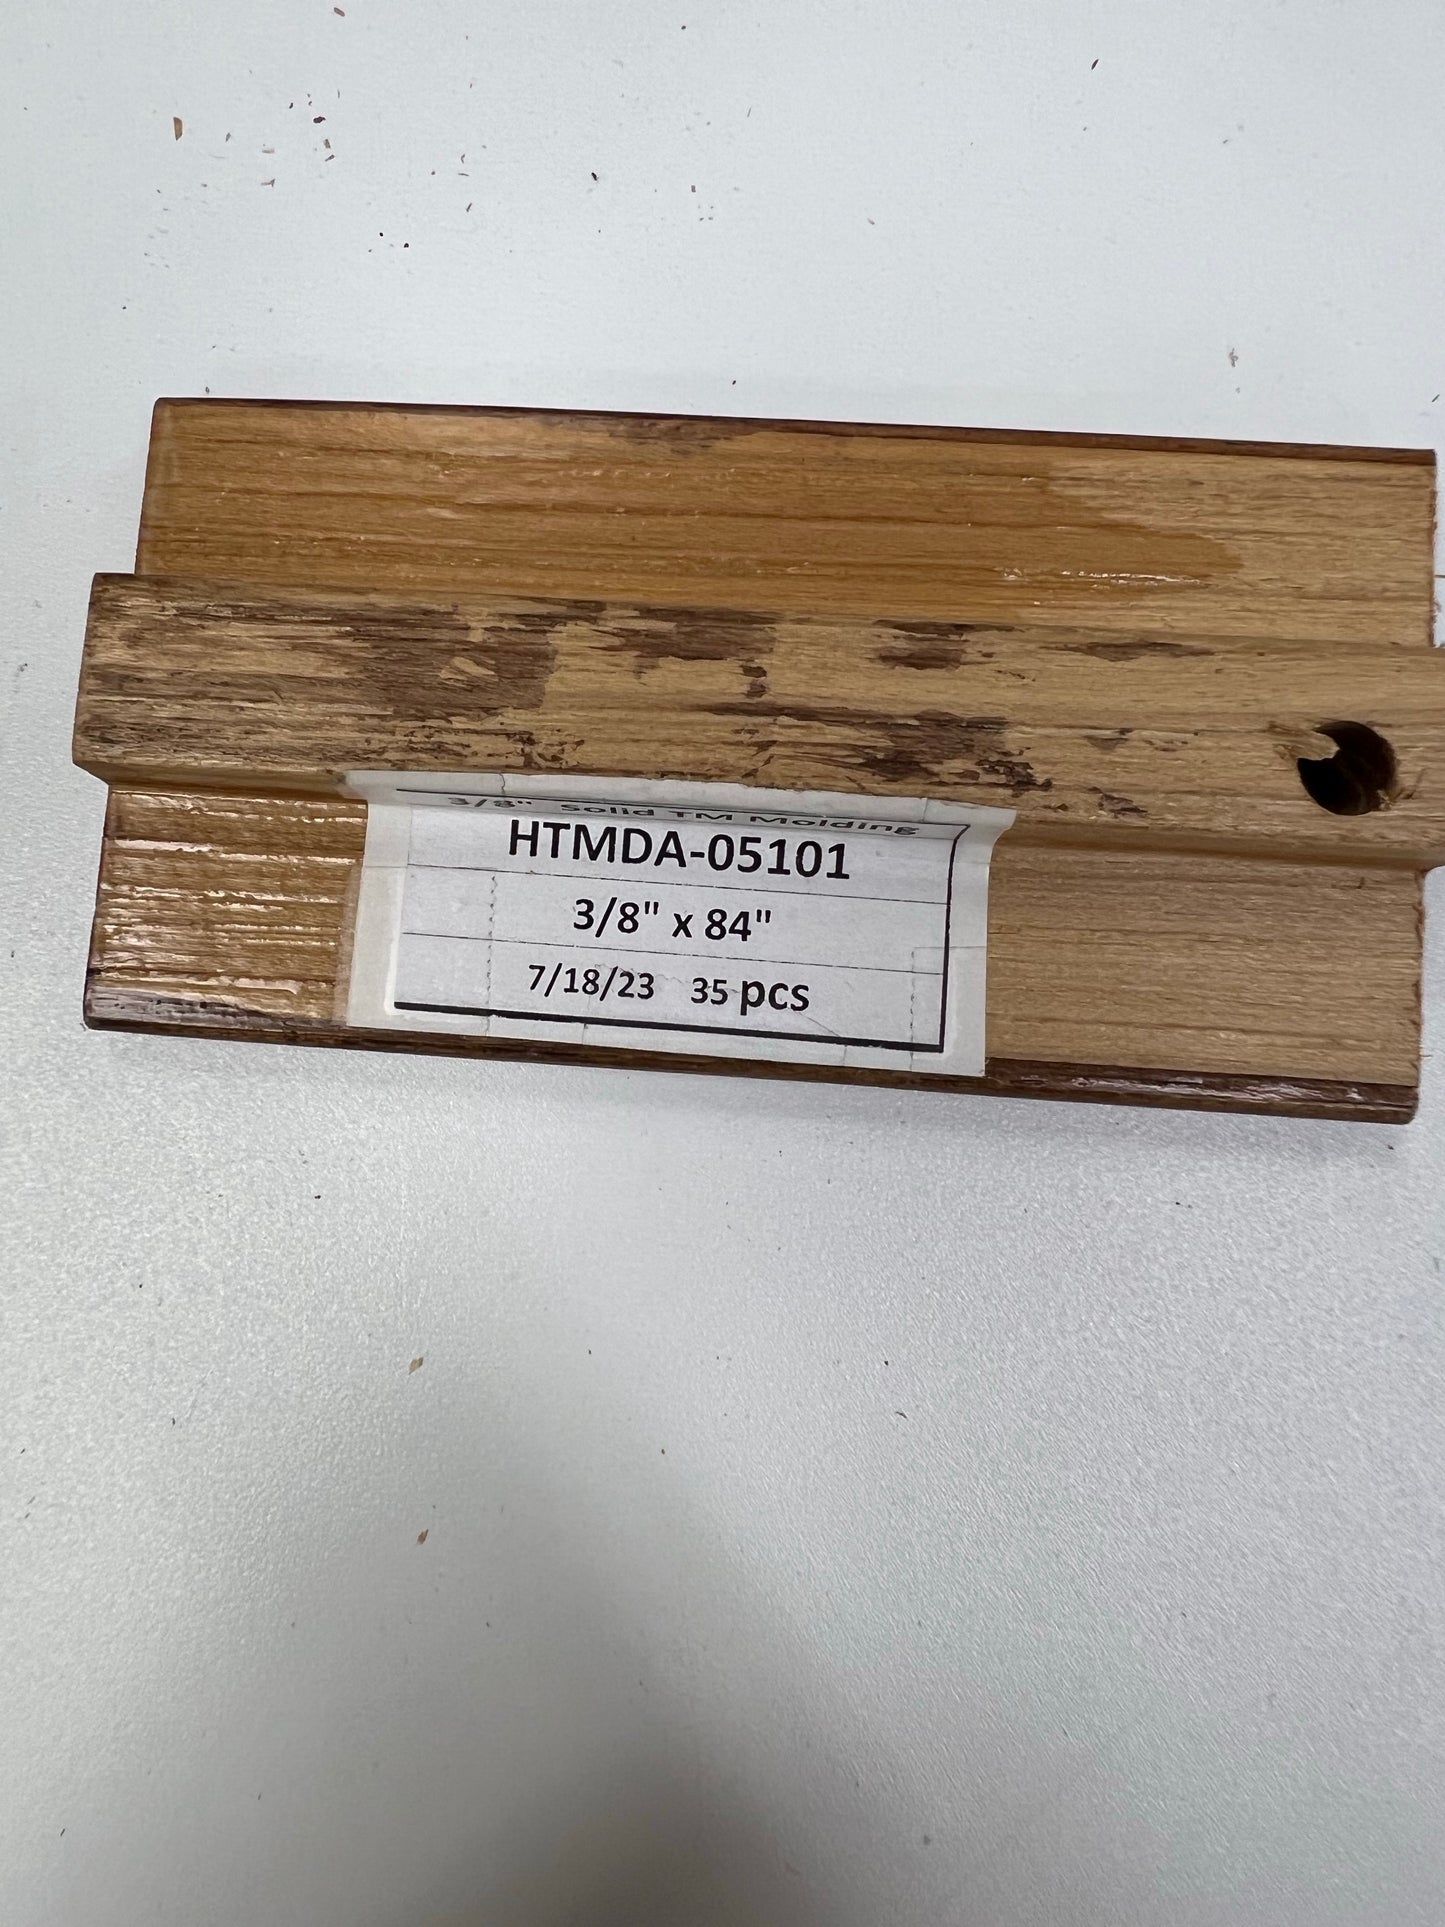 3/8" Solid TM Molding
HTMDA-05101
3/8" x 84"
7/18/23 35 pcs